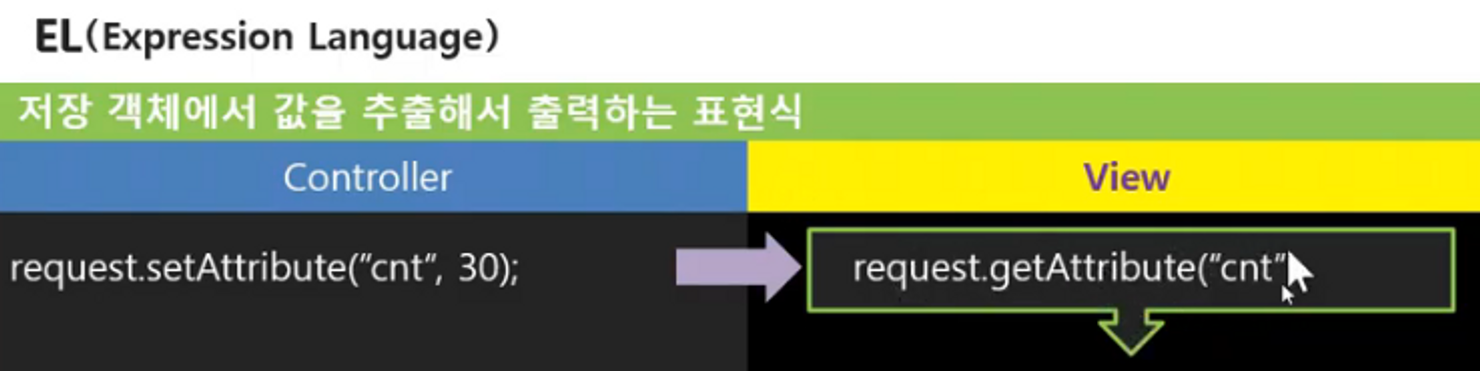 EL(Expression Language)
저장 객체에서 값을 추출해서 출력하는 표현식
Controller
View
request.setAttribute("cnt", 30);
request.getAttribute("cnt"